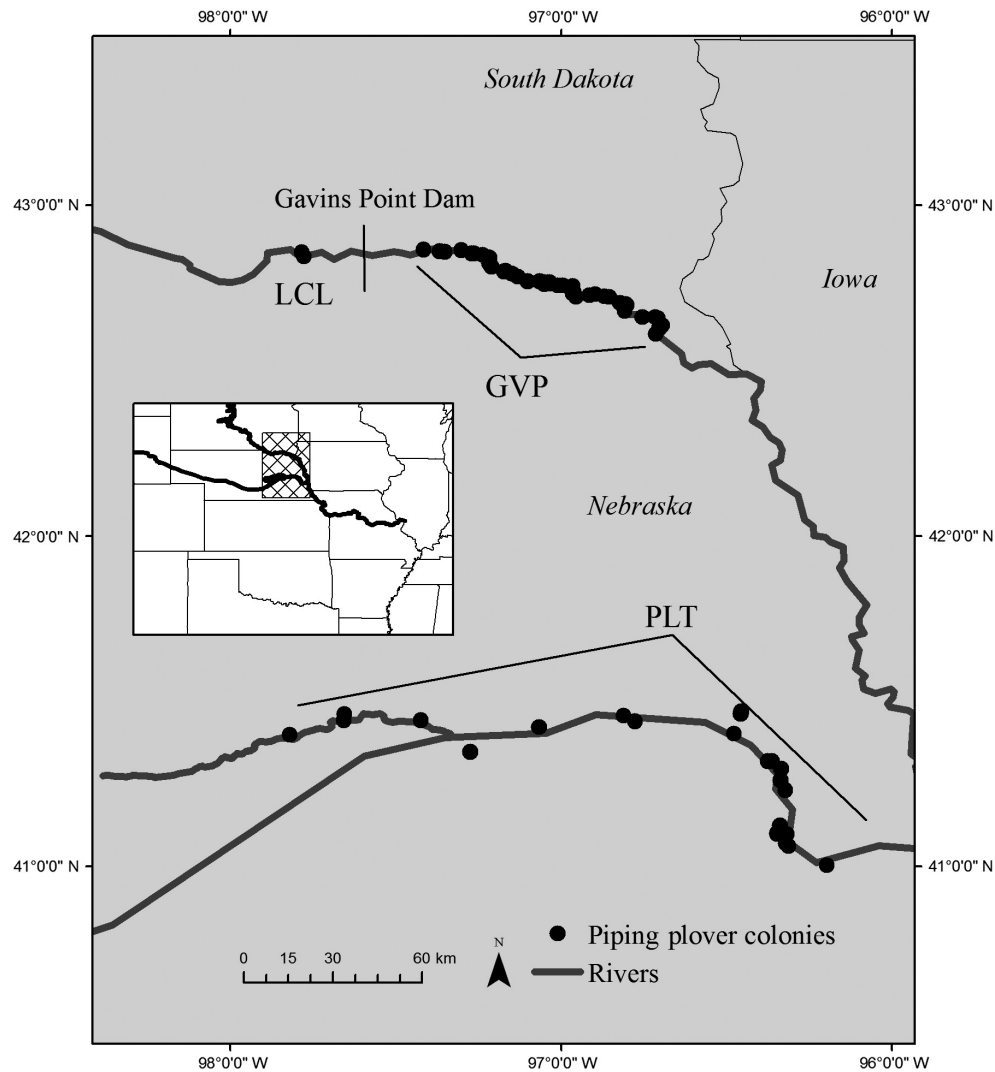 98°0'0" W 97°0'0" W 96°0'0" W
South Dakota
43°0'0" N 43°0'0" N
Gavins Point Dam
Iowa
LCL
GVP
Nebraska
42°0'0" N 42°0'0" N
PLT
41°0'0" N 41°0'0" N
Piping plover colonies
N
0 15 30 60 km
Rivers
98°0'0" W 97°0'0" W 96°0'0" W